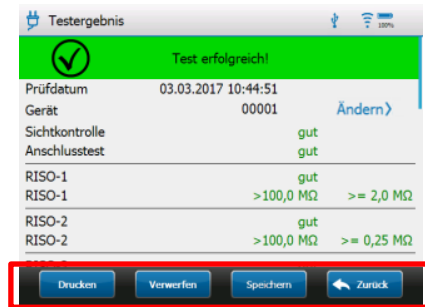 Testergebnis 100%
Test erfolgreich!
Prüfdatum 03.03.2017 10:44:51
Gerät 00001 Ändern
Sichtkontrolle gut
Anschlusstest gut
RISO-1 gut
RISO-1 >100,0 MΩ >= 2,0 MΩ
RISO-2 gut
RISO-2 >100,0 MΩ >= 0,25 MΩ
Drucken Verwerfen Speichern Zurück